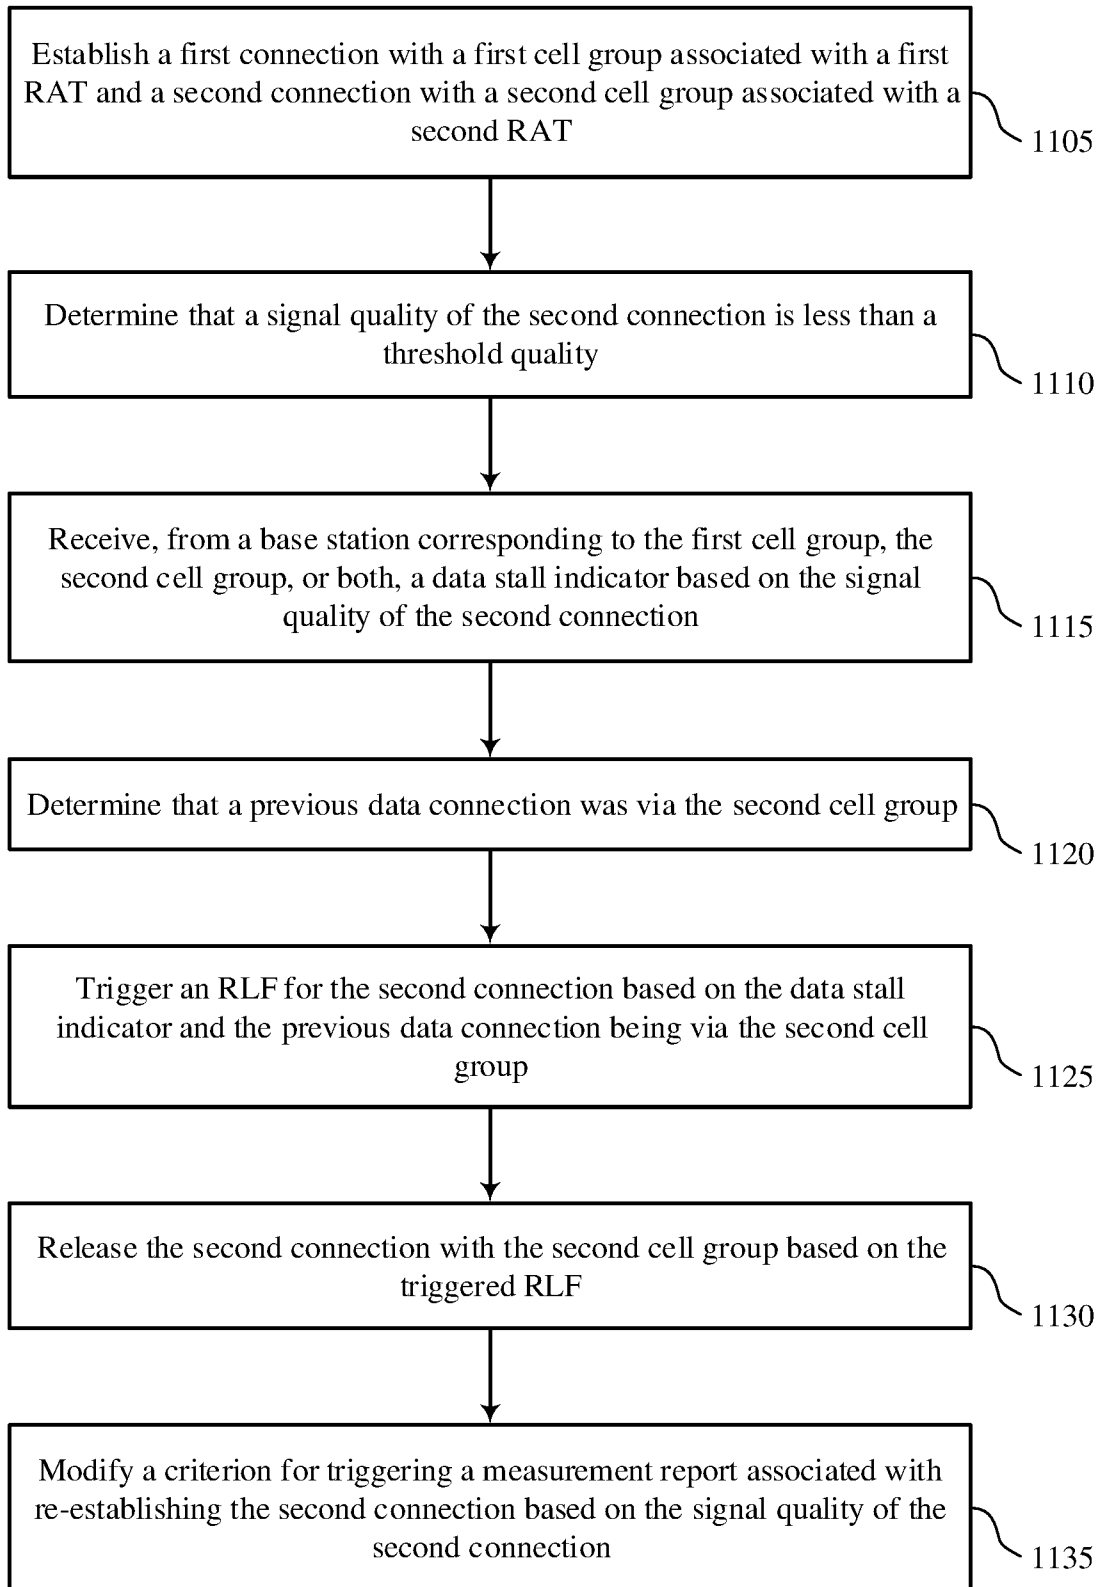 Establish a first connection with a first cell group associated with a first
RAT and a second connection with a second cell group associated with a
second RAT
1105
Determine that a signal quality of the second connection is less than a
threshold quality
1110
Receive, from a base station corresponding to the first cell group, the
second cell group, or both, a data stall indicator based on the signal
quality of the second connection
1115
Determine that a previous data connection was via the second cell group
1120
Trigger an RLF for the second connection based on the data stall
indicator and the previous data connection being via the second cell
group
1125
Release the second connection with the second cell group based on the
triggered RLF
1130
Modify a criterion for triggering a measurement report associated with
re-establishing the second connection based on the signal quality of the
second connection
1135